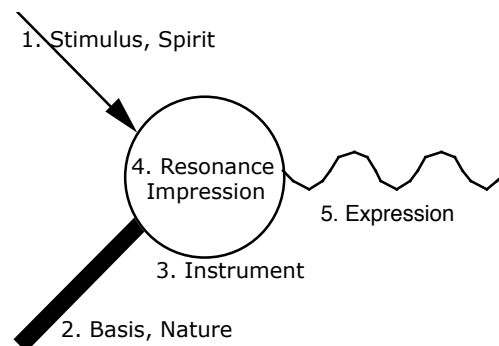 1. Stimulus, Spirit
4. Resonance
Impression
5. Expression
3. Instrument
2. Basis, Nature